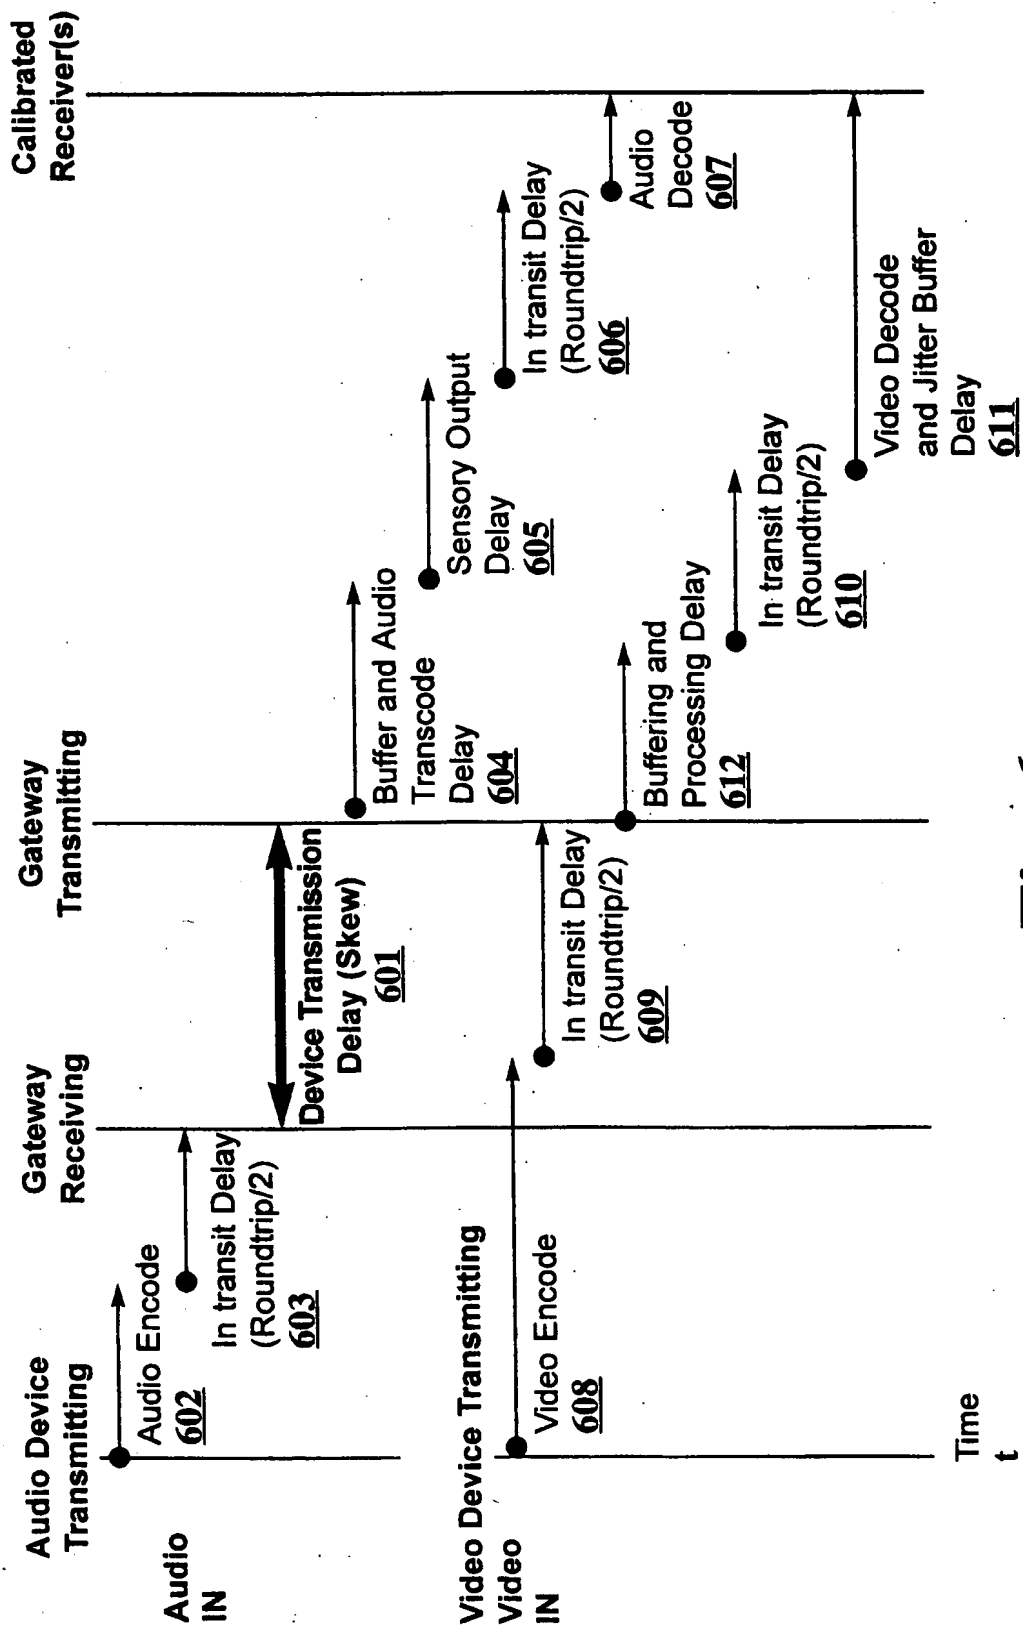 Audio Device
Transmitting
Gateway
Receiving
Gateway
Transmitting
Calibrated
Receiver(s)
Audio
IN
Audio Encode
602
In transit Delay
(Roundtrip/2)
603
Device Transmission
Delay (Skew)
601
Buffer and Audio
Transcode
Delay
604
Sensory Output
Delay
605
In transit Delay
(Roundtrip/2)
606
Audio
Decode
607
Video Device Transmitting
Video
IN
Video Encode
608
In transit Delay
(Roundtrip/2)
609
Buffering and
Processing Delay
612
In transit Delay
(Roundtrip/2)
610
Video Decode
and Jitter Buffer
Delay
611
Time
t